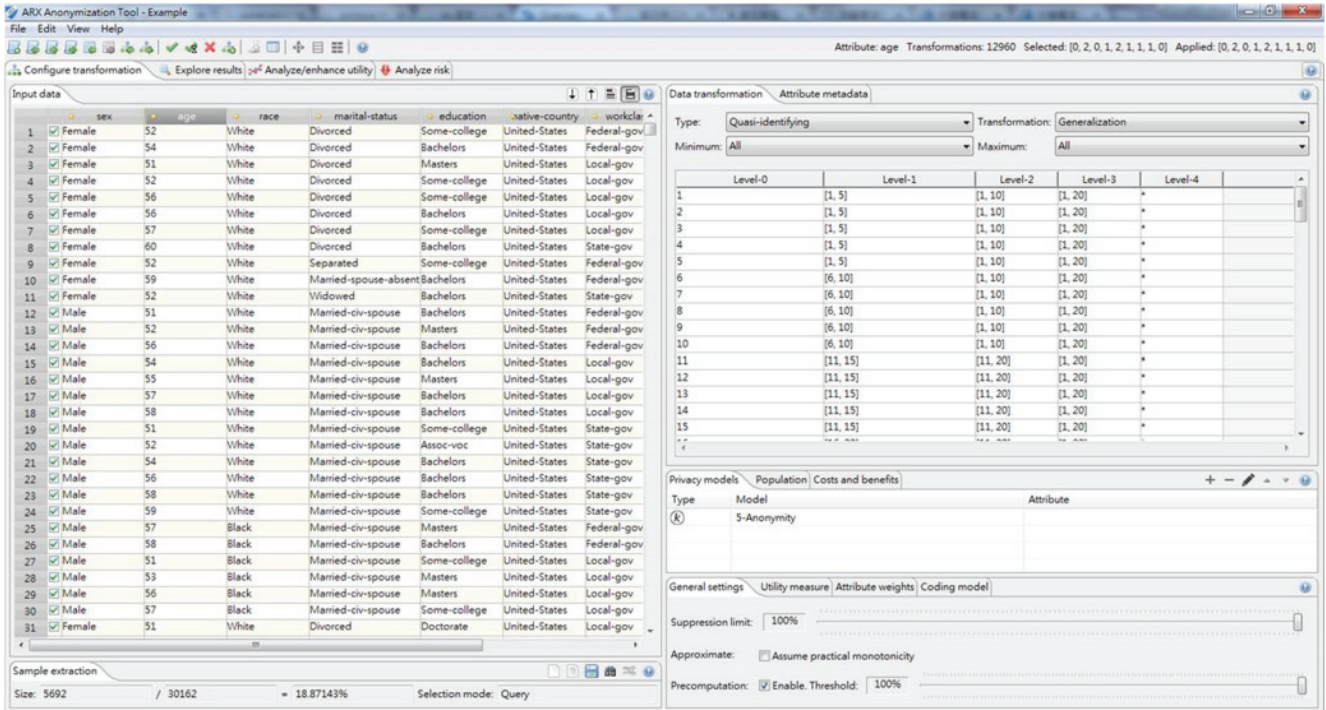 ARX Anonymization Tool - Example
File Edit View Help
Attribute: age Transformations: 12960 Selected: [0, 2, 0, 1, 2, 1, 1, 1, 0] Applied: [0, 2, 0, 1, 2, 1, 1, 1, 0]
Configure transformation Explore results Analyze/enhance utility Analyze risk
Input data
sex age race marital-status education native-country workclas
1 Female 52 White Divorced Some-college United-States Federal-gov
2 Female 54 White Divorced Bachelors United-States Federal-gov
3 Female 51 White Divorced Masters United-States Local-gov
4 Female 52 White Divorced Some-college United-States Local-gov
5 Female 56 White Divorced Some-college United-States Local-gov
6 Female 56 White Divorced Bachelors United-States Local-gov
7 Female 57 White Divorced Some-college United-States Local-gov
8 Female 60 White Divorced Bachelors United-States State-gov
9 Female 52 White Separated Some-college United-States Federal-gov
10 Female 59 White Married-spouse-absent Bachelors United-States Federal-gov
11 Female 52 White Widowed Bachelors United-States State-gov
12 Male 51 White Married-civ-spouse Bachelors United-States Federal-gov
13 Male 52 White Married-civ-spouse Masters United-States Federal-gov
14 Male 56 White Married-civ-spouse Bachelors United-States Federal-gov
15 Male 54 White Married-civ-spouse Bachelors United-States Local-gov
16 Male 55 White Married-civ-spouse Masters United-States Local-gov
17 Male 57 White Married-civ-spouse Bachelors United-States Local-gov
18 Male 58 White Married-civ-spouse Bachelors United-States Local-gov
19 Male 51 White Married-civ-spouse Some-college United-States State-gov
20 Male 52 White Married-civ-spouse Assoc-voc United-States State-gov
21 Male 54 White Married-civ-spouse Bachelors United-States State-gov
22 Male 56 White Married-civ-spouse Bachelors United-States State-gov
23 Male 58 White Married-civ-spouse Bachelors United-States State-gov
24 Male 59 White Married-civ-spouse Some-college United-States State-gov
25 Male 57 Black Married-civ-spouse Masters United-States Federal-gov
26 Male 58 Black Married-civ-spouse Bachelors United-States Federal-gov
27 Male 51 Black Married-civ-spouse Some-college United-States Local-gov
28 Male 53 Black Married-civ-spouse Masters United-States Local-gov
29 Male 56 Black Married-civ-spouse Masters United-States Local-gov
30 Male 57 Black Married-civ-spouse Some-college United-States Local-gov
31 Female 51 White Divorced Doctorate United-States Local-gov
Sample extraction
Size: 5692 / 30162 = 18.87143% Selection mode: Query
Data transformation Attribute metadata
Type: Quasi-identifying Transformation: Generalization
Minimum: All Maximum: All
Level-0 Level-1 Level-2 Level-3 Level-4
1 [1, 5] [1, 10] [1, 20] *
2 [1, 5] [1, 10] [1, 20] *
3 [1, 5] [1, 10] [1, 20] *
4 [1, 5] [1, 10] [1, 20] *
5 [1, 5] [1, 10] [1, 20] *
6 [6, 10] [1, 10] [1, 20] *
7 [6, 10] [1, 10] [1, 20] *
8 [6, 10] [1, 10] [1, 20] *
9 [6, 10] [1, 10] [1, 20] *
10 [6, 10] [1, 10] [1, 20] *
11 [11, 15] [11, 20] [1, 20] *
12 [11, 15] [11, 20] [1, 20] *
13 [11, 15] [11, 20] [1, 20] *
14 [11, 15] [11, 20] [1, 20] *
15 [11, 15] [11, 20] [1, 20] *
Privacy models Population Costs and benefits
Type Model Attribute
k 5-Anonymity
General settings Utility measure Attribute weights Coding model
Suppression limit: 100%
Approximate: Assume practical monotonicity
Precomputation: Enable. Threshold: 100%